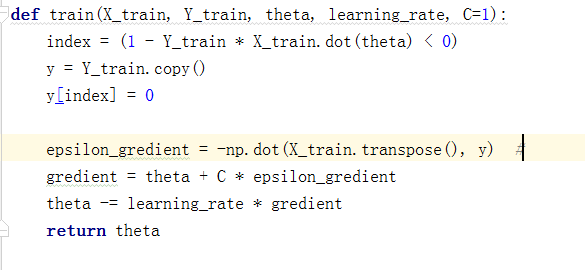 def train(X_train, Y_train, theta, learning_rate, C=1):
index = (1 - Y_train * X_train.dot(theta) < 0)
y = Y_train.copy()
y[index] = 0
epsilon_gredient = -np.dot(X_train.transpose(), y) #
gredient = theta + C * epsilon_gredient
theta -= learning_rate * gredient
return theta